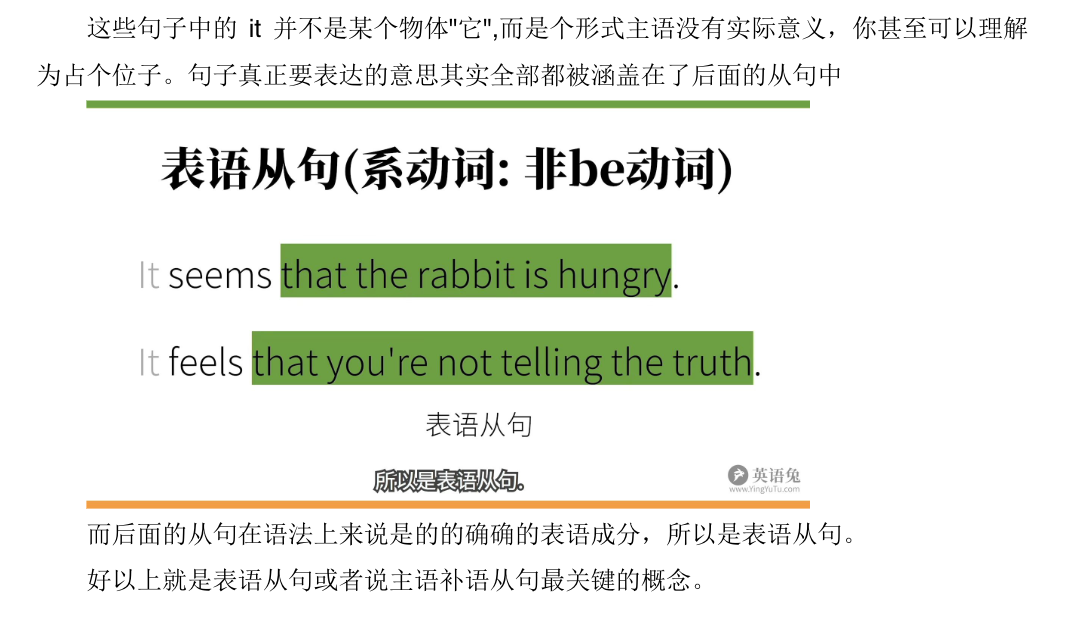 这些句子中的 it 并不是某个物体"它",而是个形式主语没有实际意义，你甚至可以理解
为占个位子。句子真正要表达的意思其实全部都被涵盖在了后面的从句中
表语从句(系动词: 非be动词)
It seems that the rabbit is hungry.
It feels that you're not telling the truth.
表语从句
所以是表语从句.
英语兔
www.YingYuTu.com
而后面的从句在语法上来说是的的确确的表语成分，所以是表语从句。
好以上就是表语从句或者说主语补语从句最关键的概念。